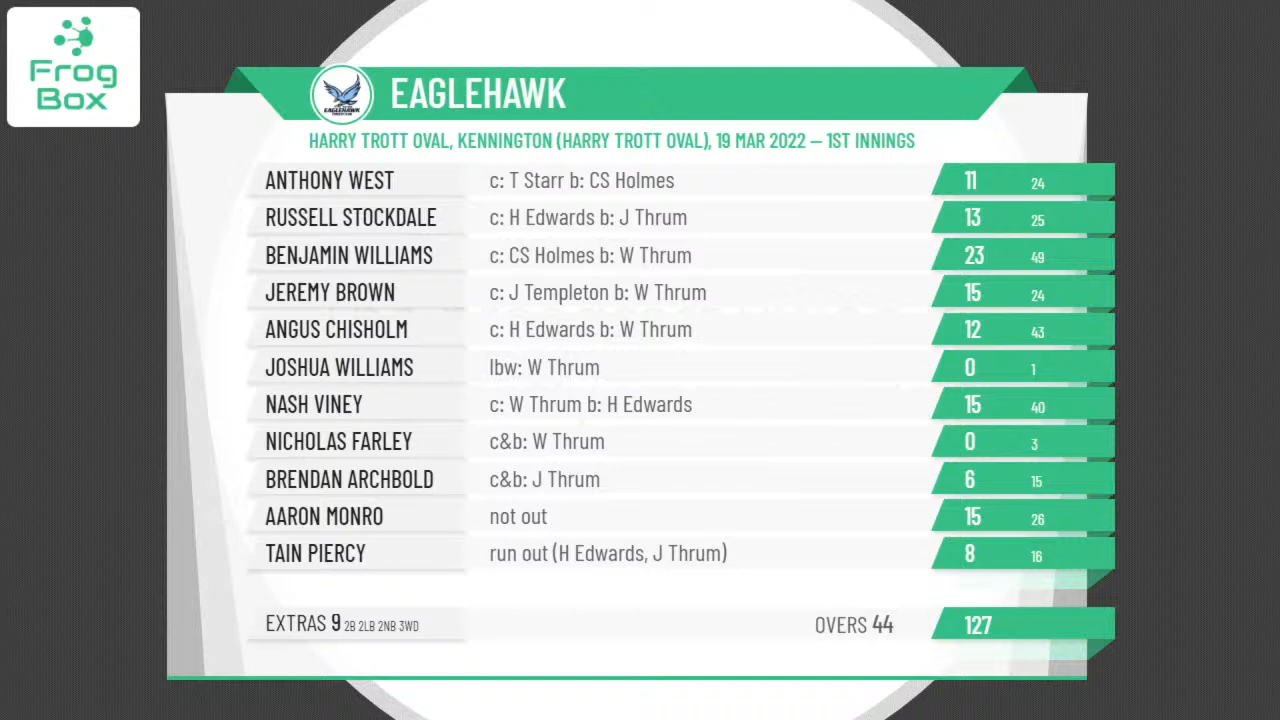 Frog
Box
EAGLEHAWK
EAGLEHAWK
HARRY TROTT OVAL, KENNINGTON (HARRY TROTT OVAL), 19 MAR 2022 – 1ST INNINGS
ANTHONY WEST c: T Starr b: CS Holmes 11 24
RUSSELL STOCKDALE c: H Edwards b: J Thrum 13 25
BENJAMIN WILLIAMS c: CS Holmes b: W Thrum 23 49
JEREMY BROWN c: J Templeton b: W Thrum 15 24
ANGUS CHISHOLM c: H Edwards b: W Thrum 12 43
JOSHUA WILLIAMS lbw: W Thrum 0 1
NASH VINEY c: W Thrum b: H Edwards 15 40
NICHOLAS FARLEY c&b: W Thrum 0 3
BRENDAN ARCHBOLD c&b: J Thrum 6 15
AARON MONRO not out 15 26
TAIN PIERCY run out (H Edwards, J Thrum) 8 16
EXTRAS 9 2B 2LB 2NB 3WD OVERS 44 127